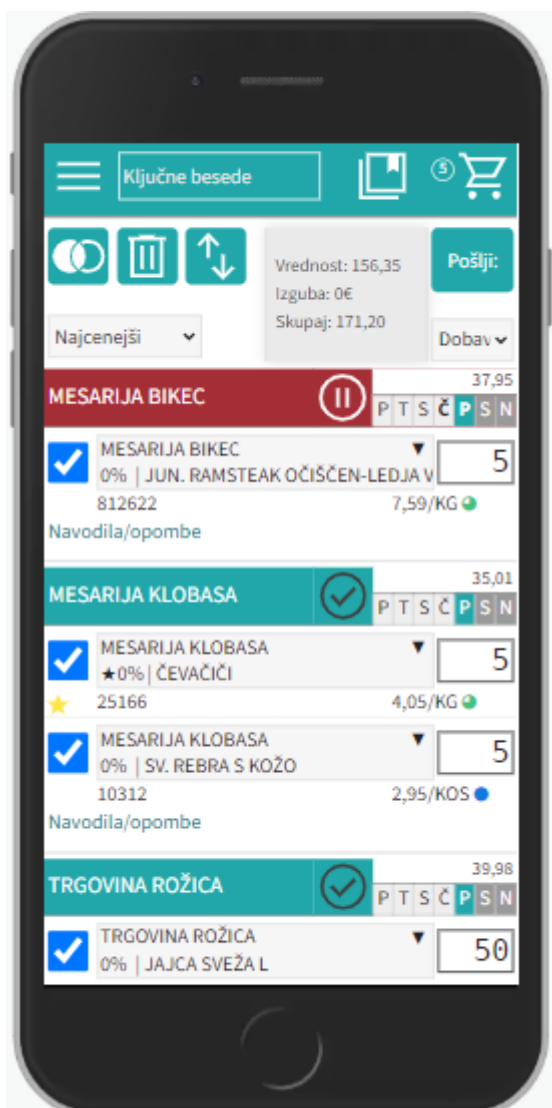 Ključne besede
5
Vrednost: 156,35
Izguba: 0€
Skupaj: 171,20
Pošlji:
Najcenejši
Dobav
MESARIJA BIKEC
37,95
P T S Č P S N
MESARIJA BIKEC
0% | JUN. RAMSTEAK OČIŠČEN-LEDJA V
5
812622
7,59/KG
Navodila/opombe
MESARIJA KLOBASA
35,01
P T S Č P S N
MESARIJA KLOBASA
★0% | ČEVAČIČI
5
25166
4,05/KG
MESARIJA KLOBASA
0% | SV. REBRA S KOŽO
5
10312
2,95/KOS
Navodila/opombe
TRGOVINA ROŽICA
39,98
P T S Č P S N
TRGOVINA ROŽICA
0% | JAJCA SVEŽA L
50